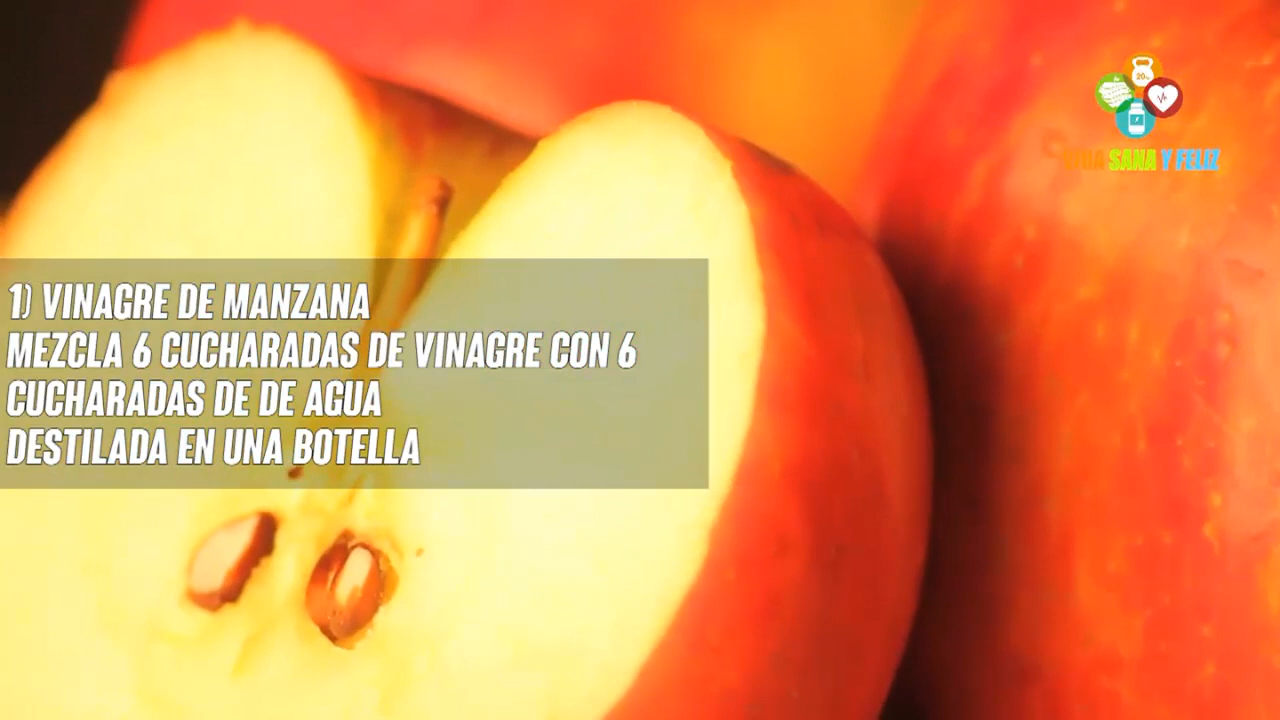 VIDA SANA Y FELIZ
1) VINAGRE DE MANZANA
MEZCLA 6 CUCHARADAS DE VINAGRE CON 6
CUCHARADAS DE DE AGUA
DESTILADA EN UNA BOTELLA